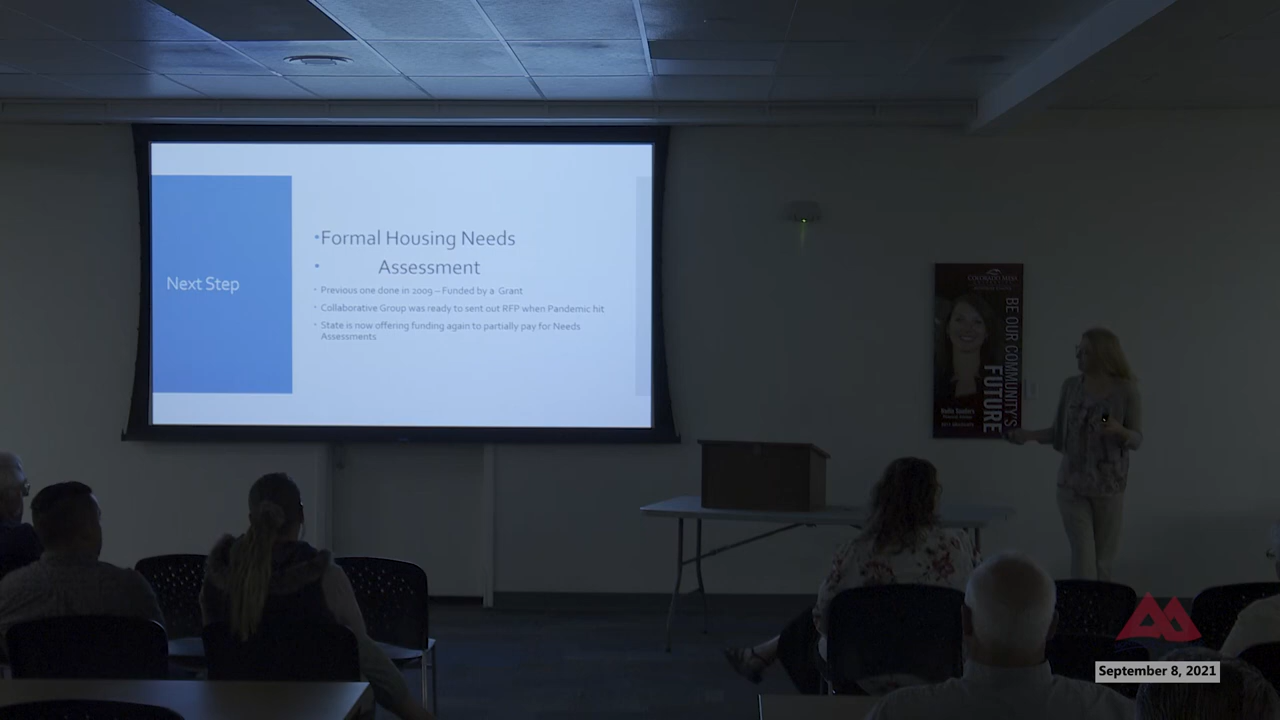 Next Step
•Formal Housing Needs
• Assessment
• Previous one done in 2009 – Funded by a Grant
• Collaborative Group was ready to sent out RFP when Pandemic hit
• State is now offering funding again to partially pay for Needs
Assessments
BE OUR COMMUNITY'S
FUTURE
September 8, 2021